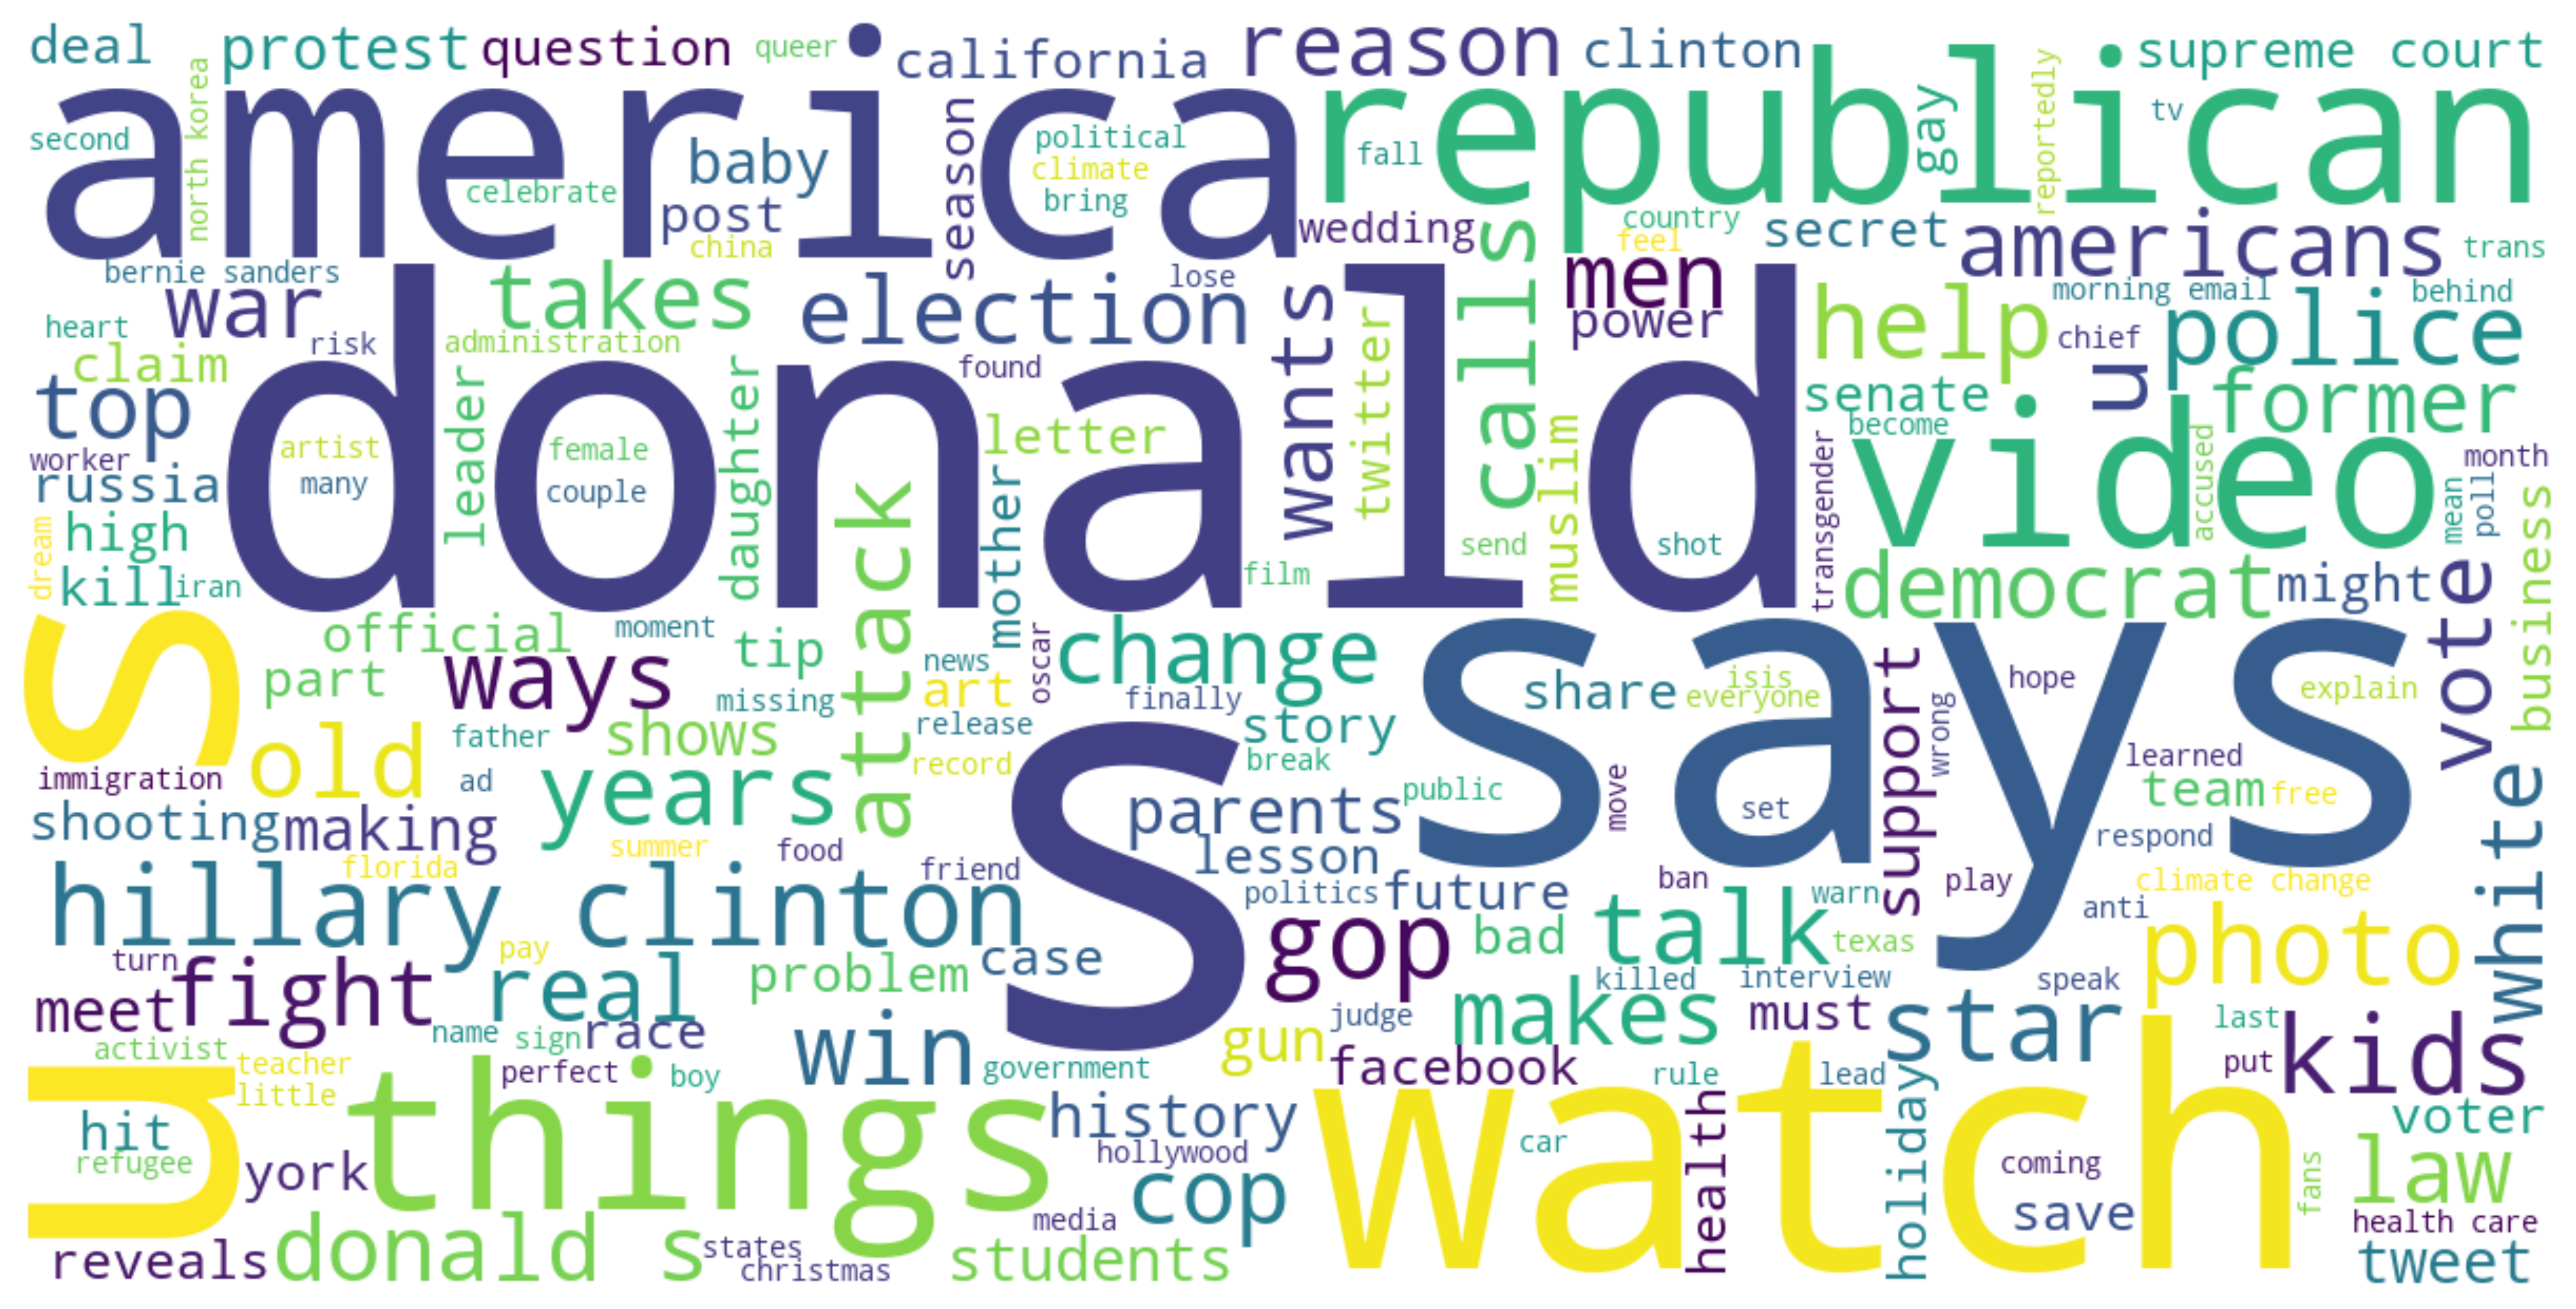 deal
protest
question
queer
california
reason
clinton
supreme court
america
republican
north korea
second
celebrate
baby
post
china
season
political
climate
bring
fall
gay
reportedly
tv
wedding
calls
country
feel
secret
americans
trans
bernie sanders
war
takes
election
lose
wants
men
power
help
morning email
behind
police
chief
u
heart
risk
claim
administration
found
twitter
senate
former
become
top
donald
leader
daughter
letter
muslim
transgender
video
accused
artist
many
female
couple
worker
russia
high
dream
kill
iran
attack
mother
film
send
shot
month
mean
poll
business
democrat
might
vote
s
official
moment
tip
part
ways
missing
news
art
oscar
change
finally
says
share
isis
everyone
support
wrong
hope
explain
old
father
shows
release
record
story
break
immigration
ad
years
s
parents
public
move
set
learned
team
free
respond
white
shooting
making
florida
summer
food
friend
lesson
politics
future
ban
warn
play
climate change
anti
hillary clinton
pay
turn
fight
real
problem
case
gop
bad
talk
texas
killed
interview
speak
photo
meet
name
sign
race
win
government
gun
judge
makes
must
star
last
put
kids
activist
teacher
little
perfect
boy
facebook
rule
lead
u
things
hit
refugee
york
history
hollywood
cop
watch
car
health
holiday
coming
save
fans
voter
law
health care
tweet
reveals
donald s
states
christmas
media
students